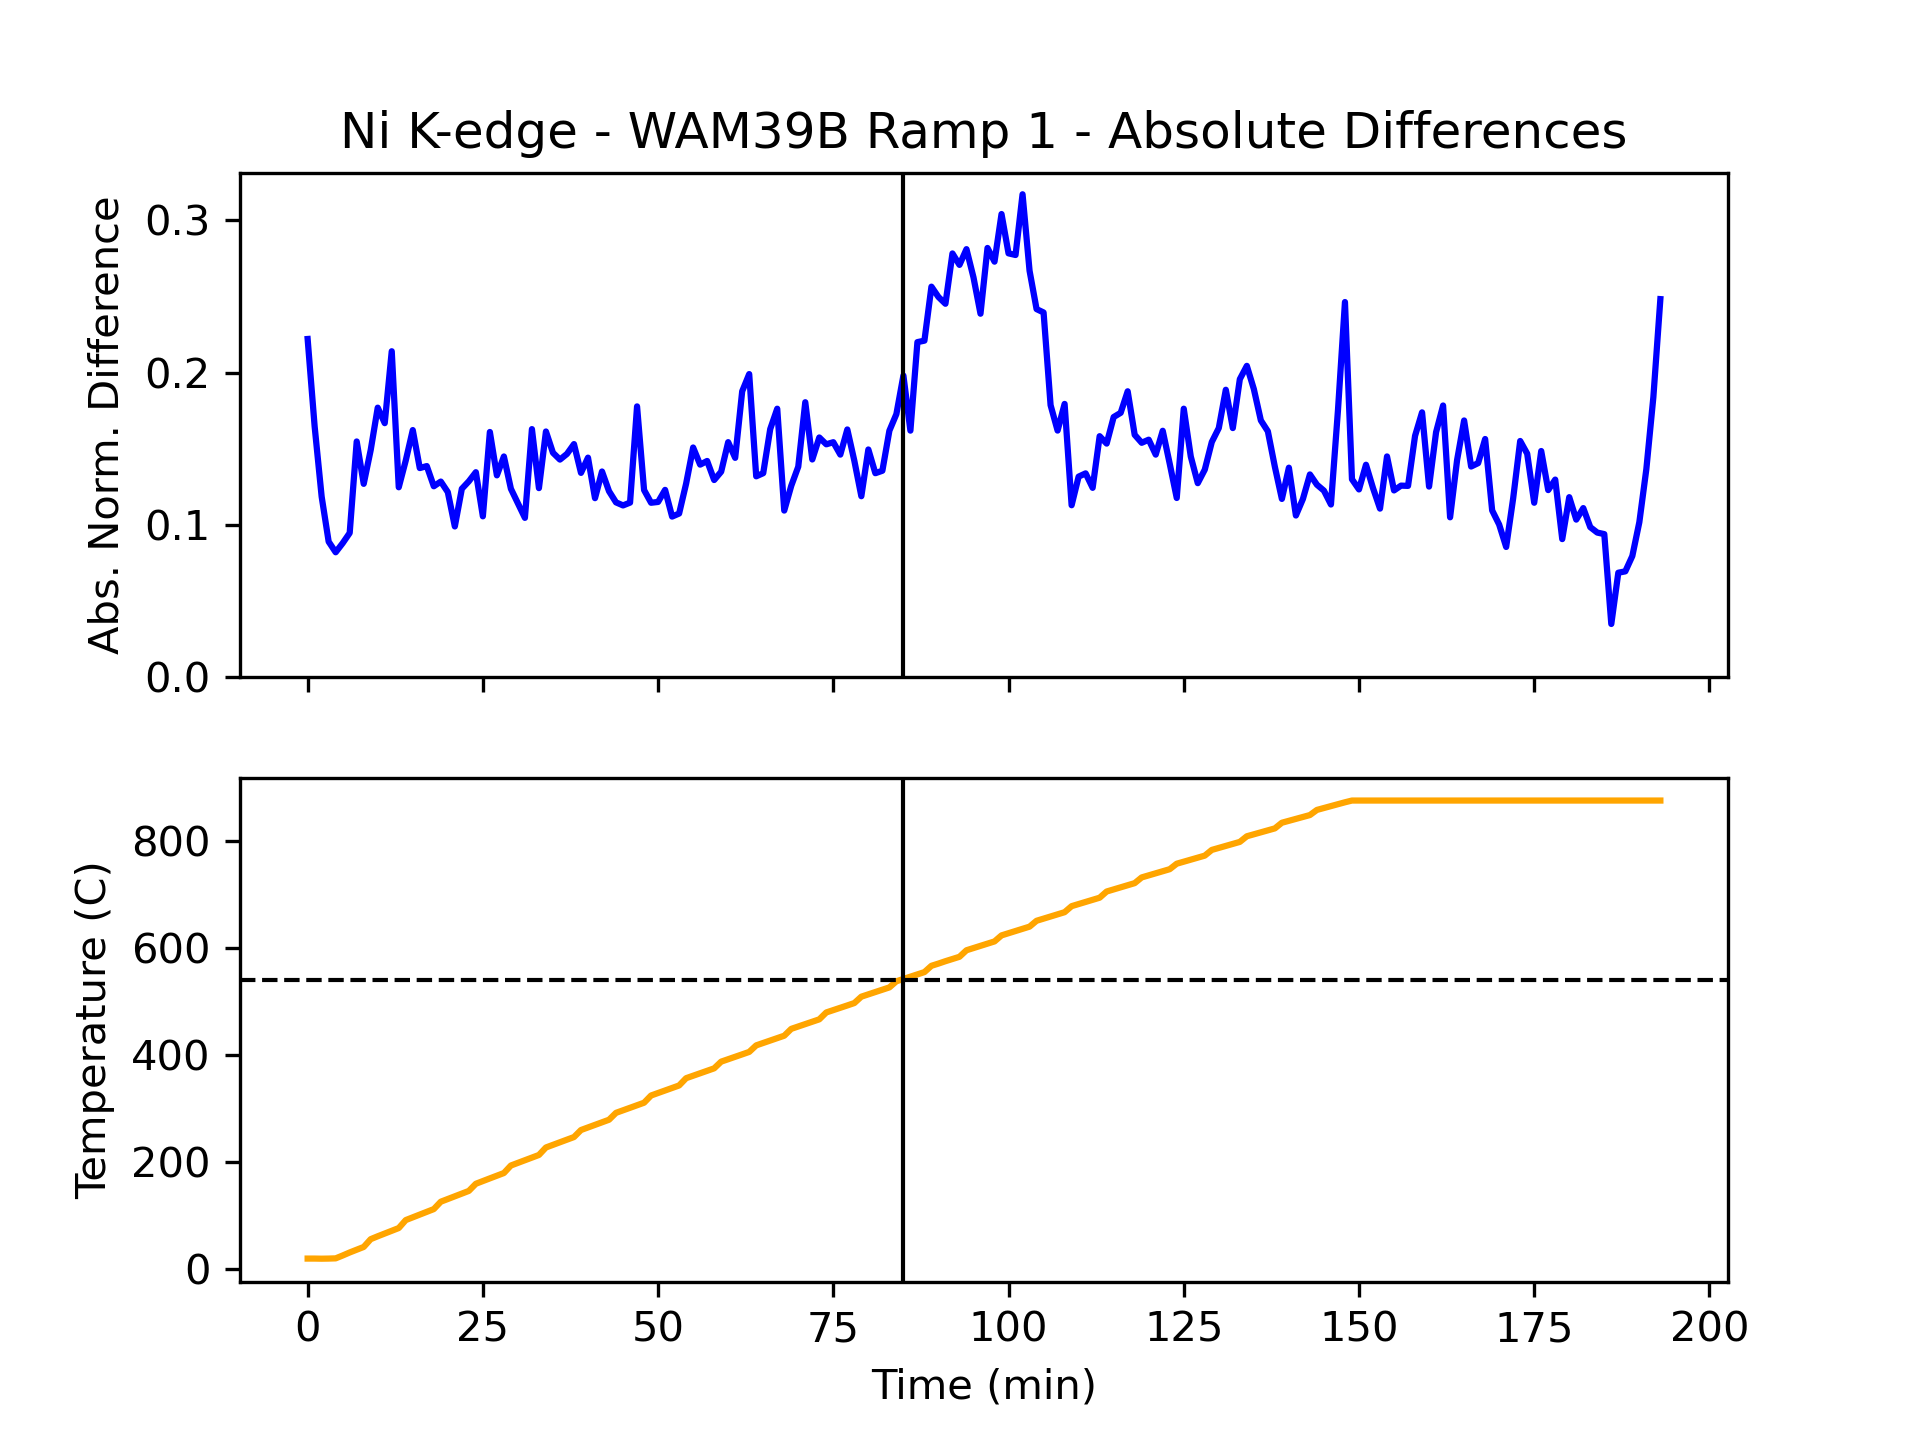 Ni K-edge - WAM39B Ramp 1 - Absolute Differences
Abs. Norm. Difference
0.3
0.2
0.1
0.0
Temperature (C)
800
600
400
200
0
0 25 50 75 100 125 150 175 200
Time (min)